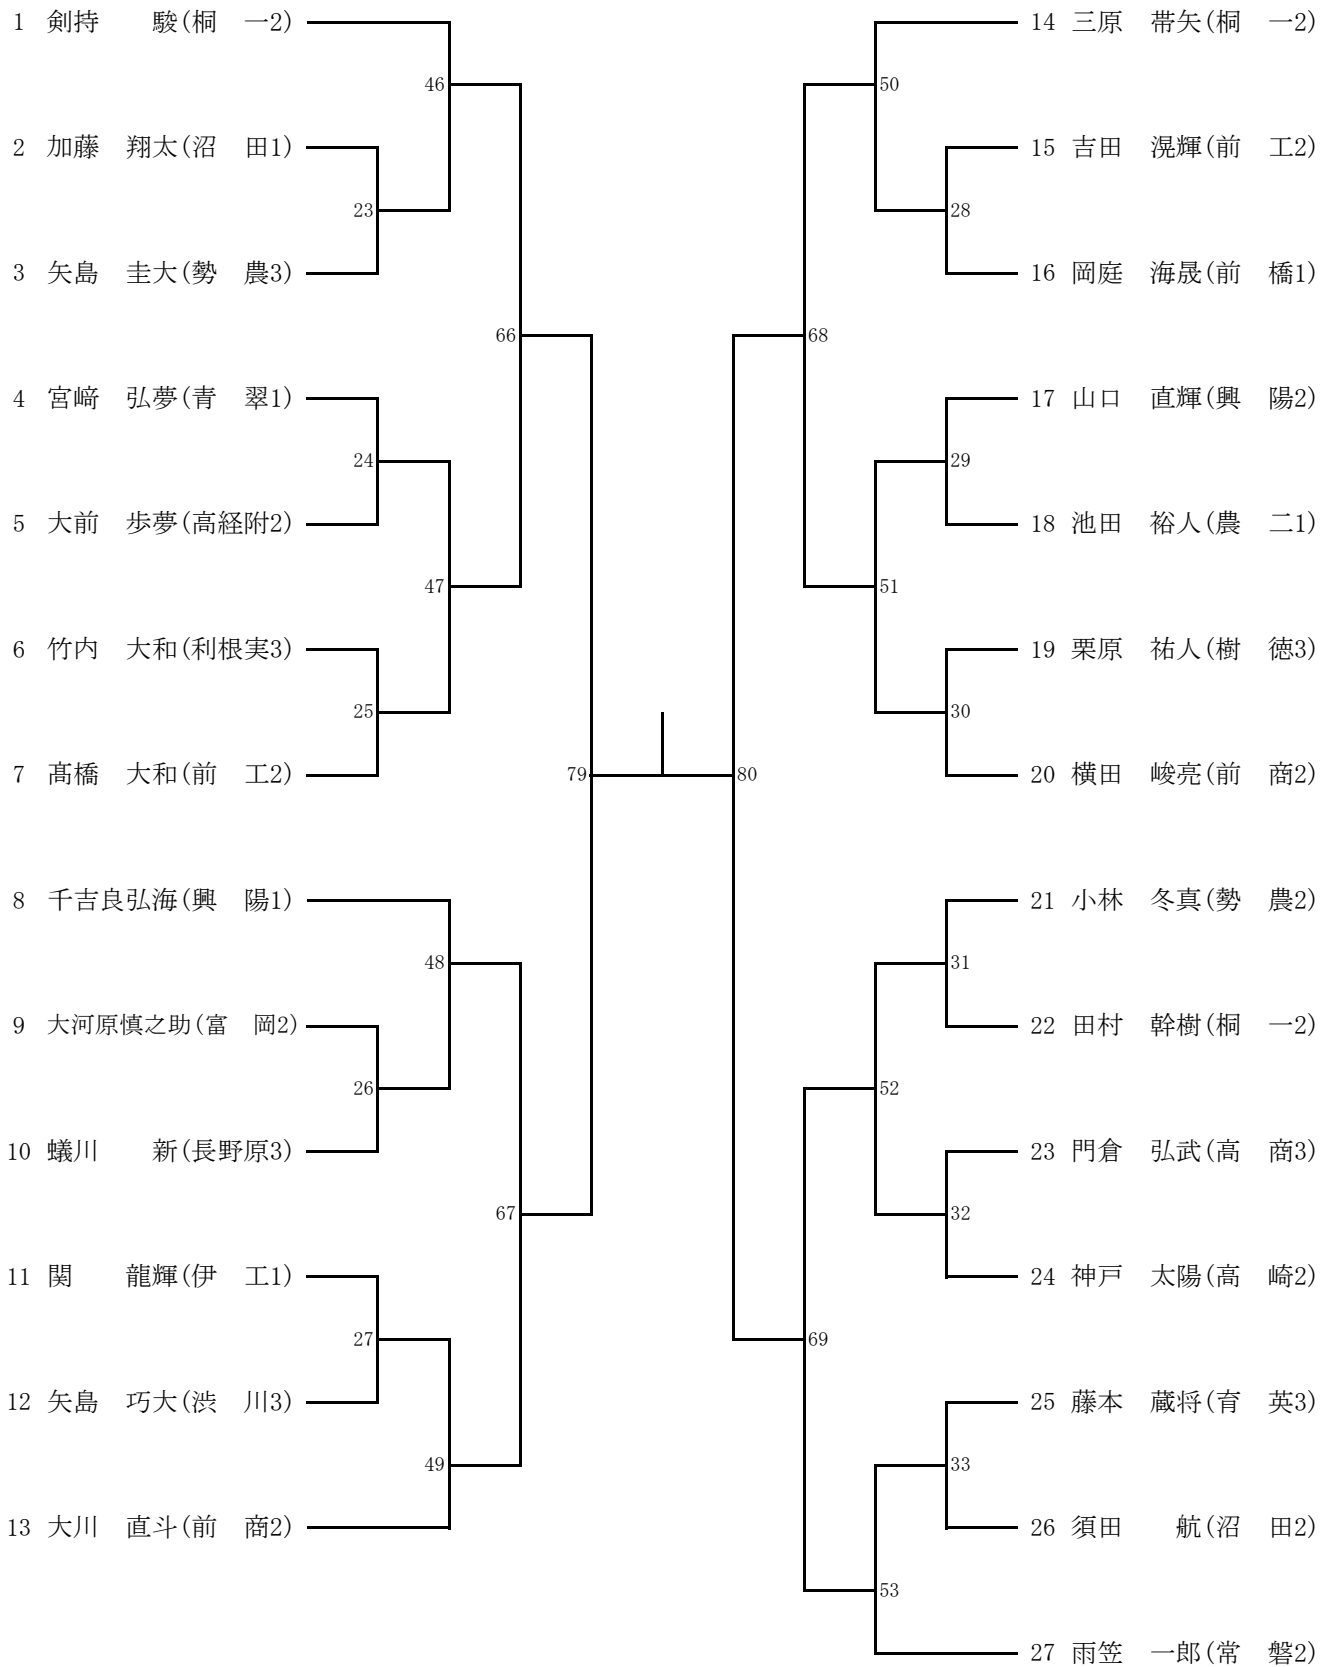 1 剣持　　駿(桐　一2)
46
2 加藤　翔太(沼　田1)
23
3 矢島　圭大(勢　農3)
66
4 宮﨑　弘夢(青　翠1)
24
5 大前　歩夢(高経附2)
47
6 竹内　大和(利根実3)
25
7 髙橋　大和(前　工2)
79
8 千吉良弘海(興　陽1)
48
9 大河原慎之助(富　岡2)
26
10 蟻川　　新(長野原3)
67
11 関　　龍輝(伊　工1)
27
12 矢島　巧大(渋　川3)
49
13 大川　直斗(前　商2)
14 三原　帯矢(桐　一2)
50
15 吉田　滉輝(前　工2)
28
16 岡庭　海晟(前　橋1)
68
17 山口　直輝(興　陽2)
29
18 池田　裕人(農　二1)
51
19 栗原　祐人(樹　徳3)
30
20 横田　峻亮(前　商2)
80
21 小林　冬真(勢　農2)
31
22 田村　幹樹(桐　一2)
52
23 門倉　弘武(高　商3)
32
24 神戸　太陽(高　崎2)
69
25 藤本　蔵将(育　英3)
33
26 須田　　航(沼　田2)
53
27 雨笠　一郎(常　磐2)